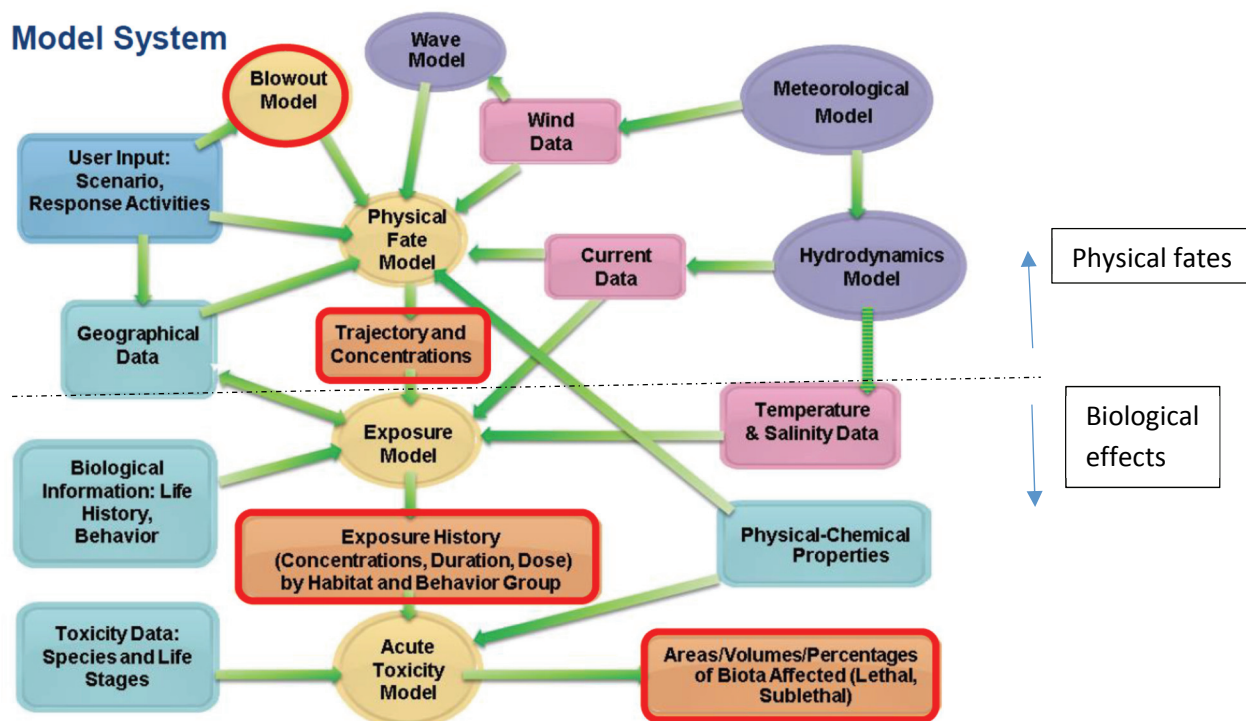 Model System
Blowout
Model
Wave
Model
Meteorological
Model
Wind
Data
User Input:
Scenario,
Response Activities
Physical
Fate
Model
Current
Data
Hydrodynamics
Model
Physical fates
Geographical
Data
Trajectory and
Concentrations
Temperature
& Salinity Data
Biological
effects
Exposure
Model
Biological
Information: Life
History,
Behavior
Exposure History
(Concentrations, Duration, Dose)
by Habitat and Behavior Group
Physical-Chemical
Properties
Toxicity Data:
Species and Life
Stages
Acute
Toxicity
Model
Areas/Volumes/Percentages
of Biota Affected (Lethal,
Sublethal)